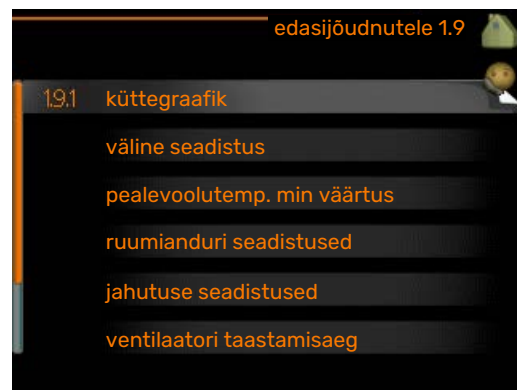 edasijõudnutele 1.9
1.9.1 küttegraafik
väline seadistus
pealevoolutemp. min väärtus
ruumianduri seadistused
jahutuse seadistused
ventilaatori taastamisaeg